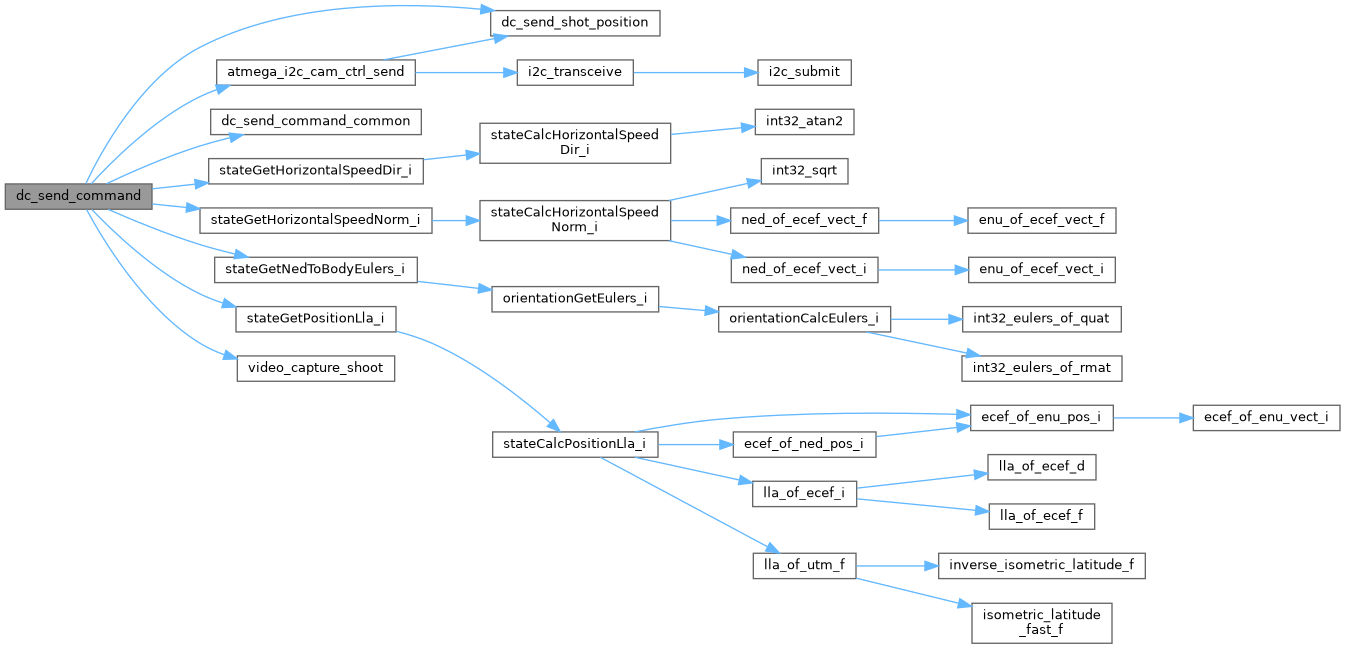 dc_send_shot_position
atmega_i2c_cam_ctrl_send
i2c_transceive
i2c_submit
dc_send_command_common
stateCalcHorizontalSpeed
Dir_i
int32_atan2
stateGetHorizontalSpeedDir_i
int32_sqrt
dc_send_command
stateGetHorizontalSpeedNorm_i
stateCalcHorizontalSpeed
Norm_i
ned_of_ecef_vect_f
enu_of_ecef_vect_f
stateGetNedToBodyEulers_i
ned_of_ecef_vect_i
enu_of_ecef_vect_i
orientationGetEulers_i
stateGetPositionLla_i
orientationCalcEulers_i
int32_eulers_of_quat
video_capture_shoot
int32_eulers_of_rmat
stateCalcPositionLla_i
ecef_of_ned_pos_i
ecef_of_enu_pos_i
ecef_of_enu_vect_i
lla_of_ecef_i
lla_of_ecef_d
lla_of_ecef_f
lla_of_utm_f
inverse_isometric_latitude_f
isometric_latitude
_fast_f